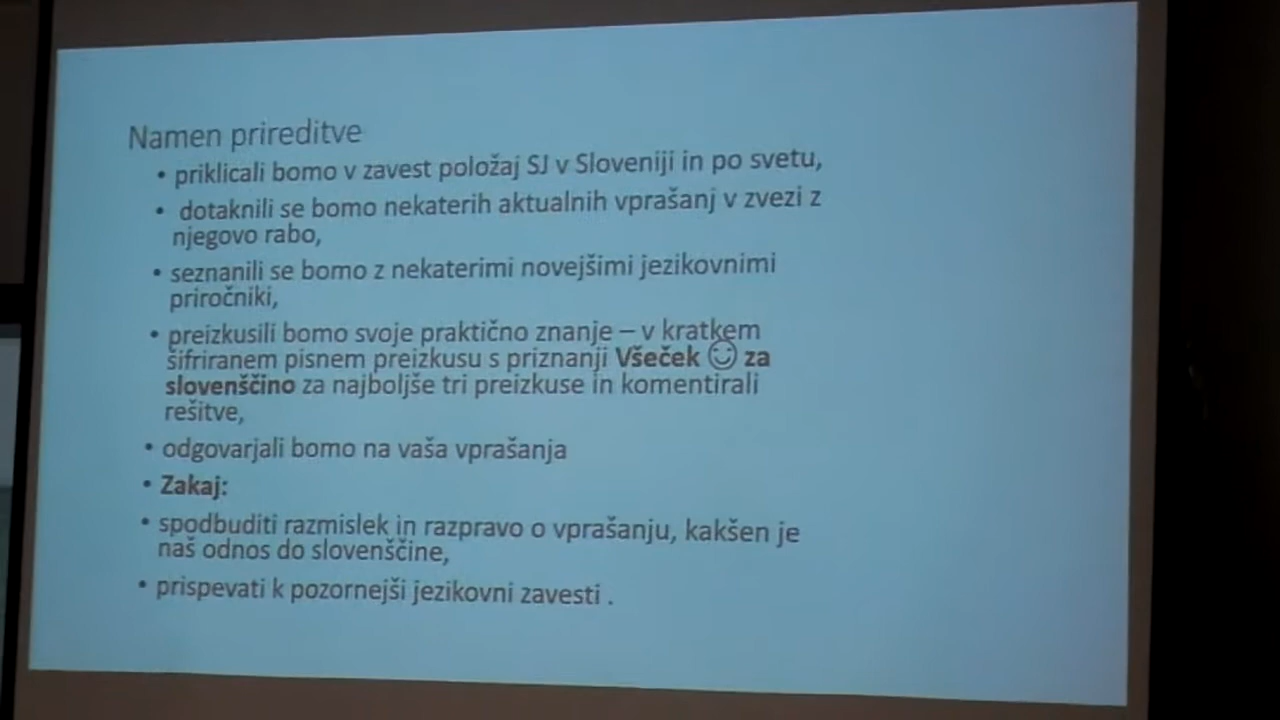 Namen prireditve
• priklicali bomo v zavest položaj SJ v Sloveniji in po svetu,
• dotaknili se bomo nekaterih aktualnih vprašanj v zvezi z
njegovo rabo,
• seznanili se bomo z nekaterimi novejšimi jezikovnimi
priročniki,
• preizkusili bomo svoje praktično znanje – v kratkem
šifriranem pisnem preizkusu s priznanji Všeček ☺ za
slovenščino za najboljše tri preizkuse in komentirali
rešitve,
• odgovarjali bomo na vaša vprašanja
• Zakaj:
• spodbuditi razmislek in razpravo o vprašanju, kakšen je
naš odnos do slovenščine,
• prispevati k pozornejši jezikovni zavesti .